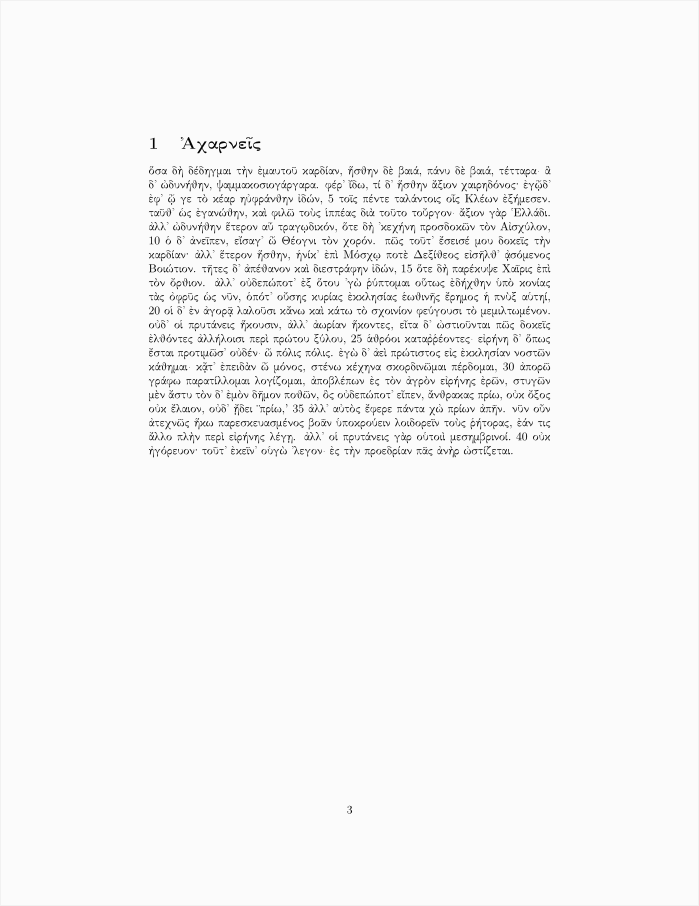 1 Ἀχαρνεῖς
ὅσα δὴ δέδηγμαι τὴν ἐμαυτοῦ καρδίαν, ἥσθην δὲ βαιά, πάνυ δὲ βαιά, τέτταρα· ἃ
δ’ ὠδυνήθην, ψαμμακοσιογάργαρα. φέρ’ ἴδω, τί δ’ ἥσθην ἄξιον χαιρηδόνος· ἐγᾦδ’
ἐφ’ ᾧ γε τὸ κέαρ ηὐφράνθην ἰδών, 5 τοῖς πέντε ταλάντοις οἷς Κλέων ἐξήμεσεν.
ταῦθ’ ὡς ἐγανώθην, καὶ φιλῶ τοὺς ἱππέας διὰ τοῦτο τοὖργον· ἄξιον γὰρ Ἑλλάδι.
ἀλλ’ ὠδυνήθην ἕτερον αὖ τραγῳδικόν, ὅτε δὴ ’κεχήνη προσδοκῶν τὸν Αἰσχύλον,
10 ὁ δ’ ἀνεῖπεν, εἴσαγ’ ὦ Θέογνι τὸν χορόν. πῶς τοῦτ’ ἔσεισέ μου δοκεῖς τὴν
καρδίαν· ἀλλ’ ἕτερον ἥσθην, ἡνίκ’ ἐπὶ Μόσχῳ ποτὲ Δεξίθεος εἰσῆλθ’ ᾀσόμενος
Βοιώτιον. τῆτες δ’ ἀπέθανον καὶ διεστράφην ἰδών, 15 ὅτε δὴ παρέκυψε Χαῖρις ἐπὶ
τὸν ὄρθιον. ἀλλ’ οὐδεπώποτ’ ἐξ ὅτου ’γὼ ῥύπτομαι οὕτως ἐδήχθην ὑπὸ κονίας
τὰς ὀφρῦς ὡς νῦν, ὁπότ’ οὔσης κυρίας ἐκκλησίας ἑωθινῆς ἔρημος ἡ πνὺξ αὑτηί,
20 οἱ δ’ ἐν ἀγορᾷ λαλοῦσι κἄνω καὶ κάτω τὸ σχοινίον φεύγουσι τὸ μεμιλτωμένον.
οὐδ’ οἱ πρυτάνεις ἥκουσιν, ἀλλ’ ἀωρίαν ἥκοντες, εἶτα δ’ ὠστιοῦνται πῶς δοκεῖς
ἐλθόντες ἀλλήλοισι περὶ πρώτου ξύλου, 25 ἁθρόοι καταῤῥέοντες· εἰρήνη δ’ ὅπως
ἔσται προτιμῶσ’ οὐδέν· ὦ πόλις πόλις. ἐγὼ δ’ ἀεὶ πρώτιστος εἰς ἐκκλησίαν νοστῶν
κάθημαι· κᾆτ’ ἐπειδὰν ὦ μόνος, στένω κέχηνα σκορδινῶμαι πέρδομαι, 30 ἀπορῶ
γράφω παρατίλλομαι λογίζομαι, ἀποβλέπων ἐς τὸν ἀγρὸν εἰρήνης ἐρῶν, στυγῶν
μὲν ἄστυ τὸν δ’ ἐμὸν δῆμον ποθῶν, ὃς οὐδεπώποτ’ εἶπεν, ἄνθρακας πρίω, οὐκ ὄξος
οὐκ ἔλαιον, οὐδ’ ᾔδει ¨πρίω,’ 35 ἀλλ’ αὐτὸς ἔφερε πάντα χὠ πρίων ἀπῆν. νῦν οὖν
ἀτεχνῶς ἥκω παρεσκευασμένος βοᾶν ὑποκρούειν λοιδορεῖν τοὺς ῥήτορας, ἐάν τις
ἄλλο πλὴν περὶ εἰρήνης λέγῃ. ἀλλ’ οἱ πρυτάνεις γὰρ οὑτοιὶ μεσημβρινοί. 40 οὐκ
ἠγόρευον· τοῦτ’ ἐκεῖν’ οὑγὼ ’λεγον· ἐς τὴν προεδρίαν πᾶς ἀνὴρ ὠστίζεται.
3